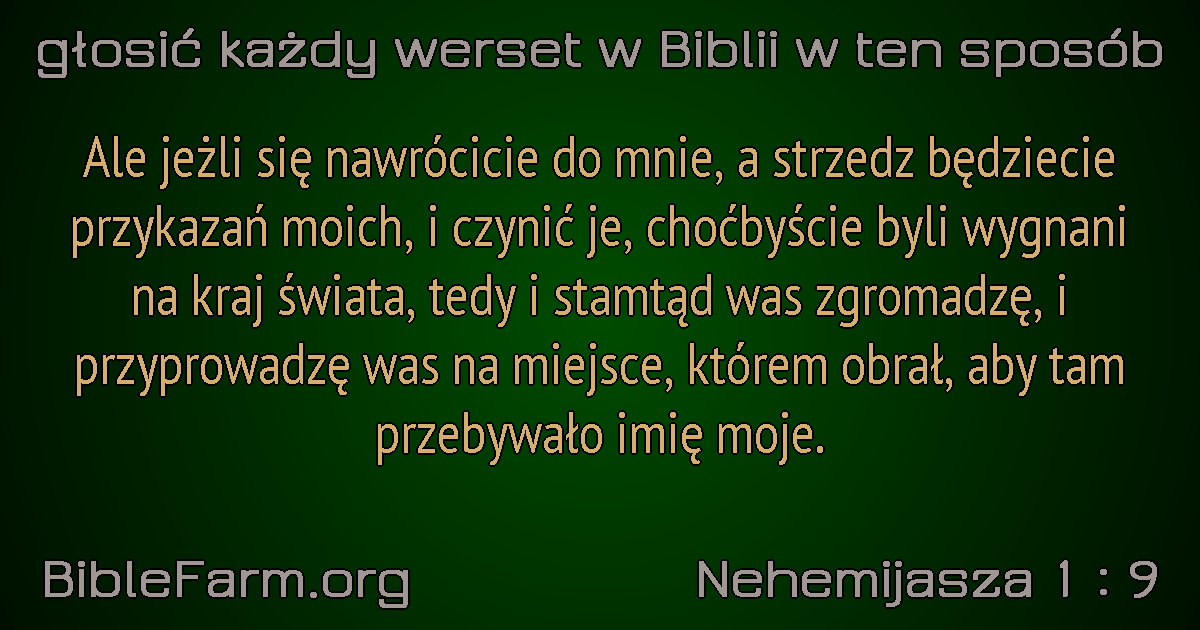 głosić każdy werset w Biblii w ten sposób
Ale jeżli się nawrócicie do mnie, a strzedz będziecie
przykazań moich, i czynić je, choćbyście byli wygnani
na kraj świata, tedy i stamtąd was zgromadzę, i
przyprowadzę was na miejsce, którem obrał, aby tam
przebywało imię moje.
BibleFarm.org
Nehemijasza 1 : 9